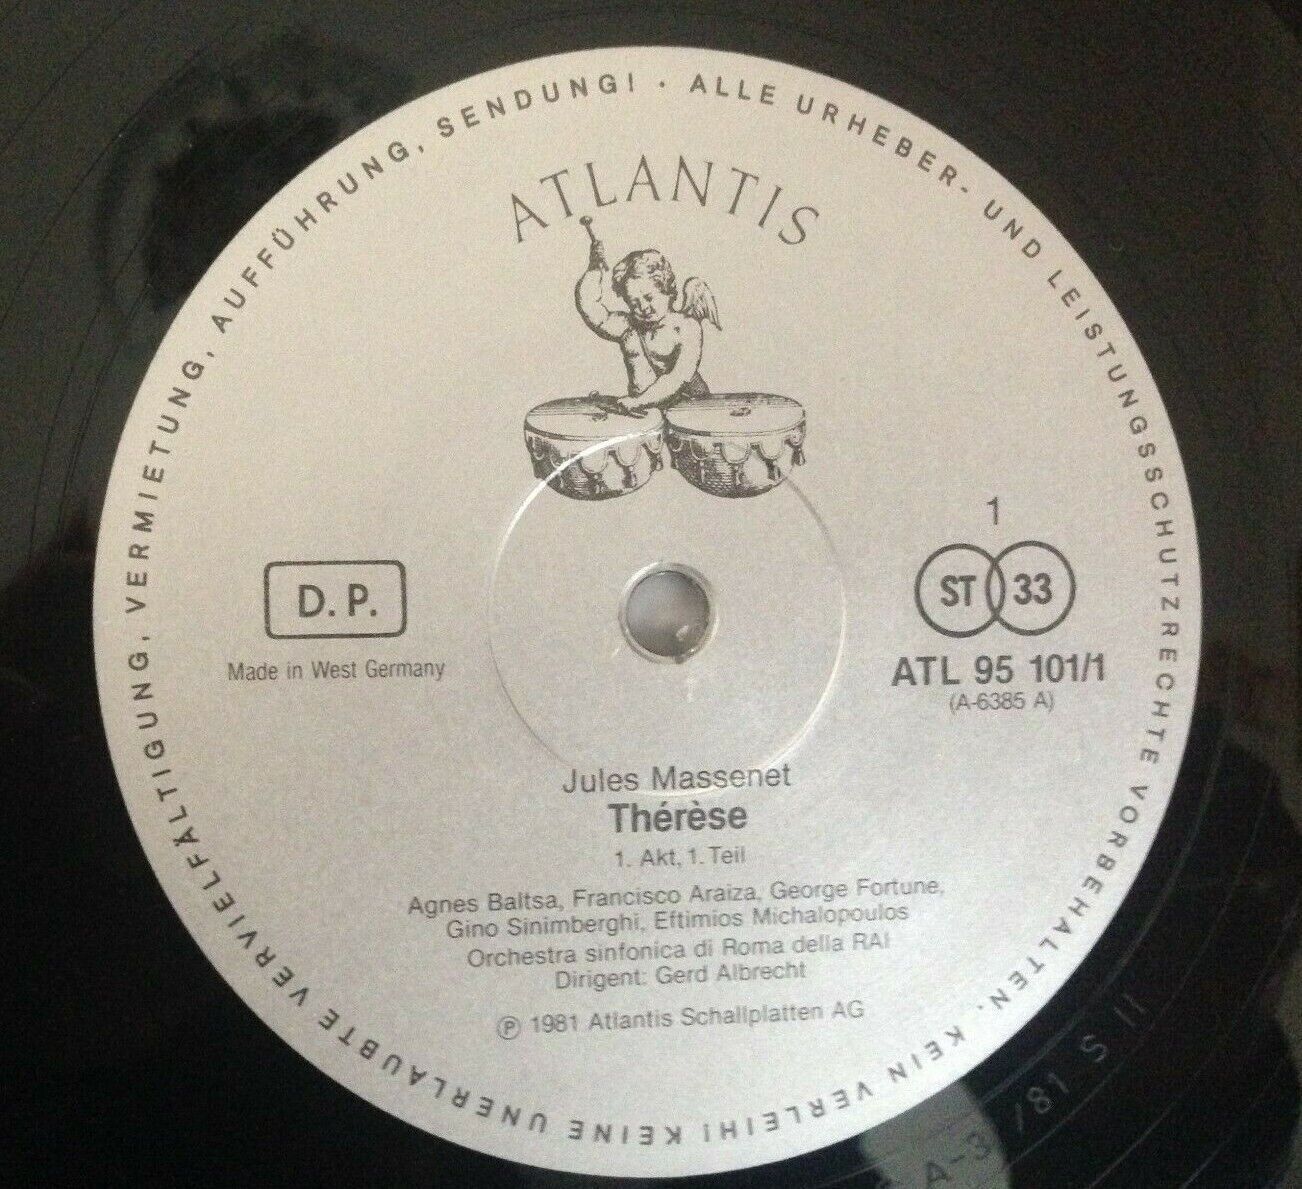 ALLE URHEBER- UND LEISTUNGSSCHUTZRECHTE VORBEHALTEN. KEIN VERLEIH! KEINE UNERLAUBTE VERVIELFÄLTIGUNG, VERMIETUNG, AUFFÜHRUNG, SENDUNG! ·
ATLANTIS
1
ST 33
D. P.
Made in West Germany
ATL 95 101/1
(A-6385 A)
Jules Massenet
Thérèse
1. Akt, 1. Teil
Agnes Baltsa, Francisco Araiza, George Fortune,
Gino Sinimberghi, Eftimios Michalopoulos
Orchestra sinfonica di Roma della RAI
Dirigent: Gerd Albrecht
℗ 1981 Atlantis Schallplatten AG